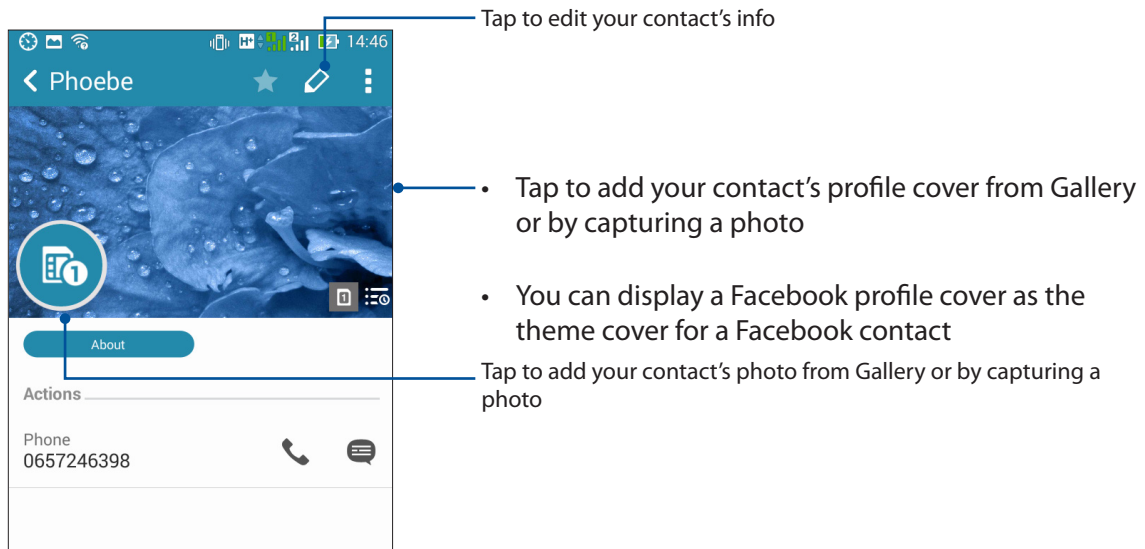 Tap to edit your contact's info
14:46
Phoebe
• Tap to add your contact's profile cover from Gallery
or by capturing a photo
• You can display a Facebook profile cover as the
theme cover for a Facebook contact
1
1
About
Tap to add your contact's photo from Gallery or by capturing a
photo
Actions
Phone
0657246398